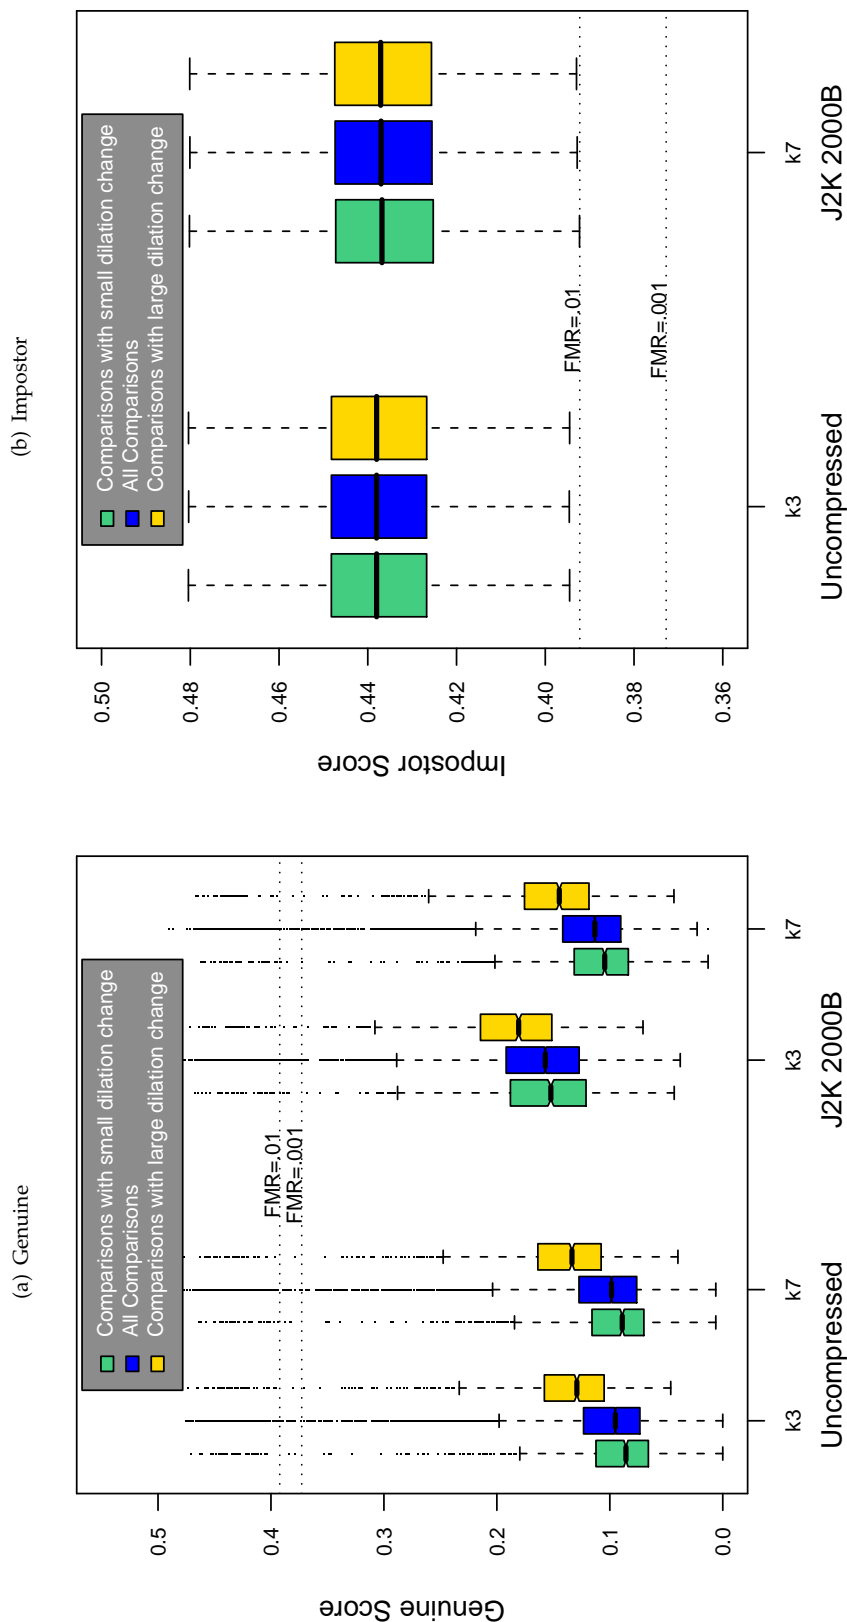 (a) Genuine
Genuine Score
0.0
0.1
0.2
0.3
0.4
0.5
Comparisons with small dilation change
All Comparisons
Comparisons with large dilation change
FMR=.01
FMR=.001
k3
k7
k3
k7
Uncompressed
J2K 2000B
(b) Impostor
Impostor Score
0.36
0.38
0.40
0.42
0.44
0.46
0.48
0.50
Comparisons with small dilation change
All Comparisons
Comparisons with large dilation change
FMR=.01
FMR=.001
k3
k7
Uncompressed
J2K 2000B